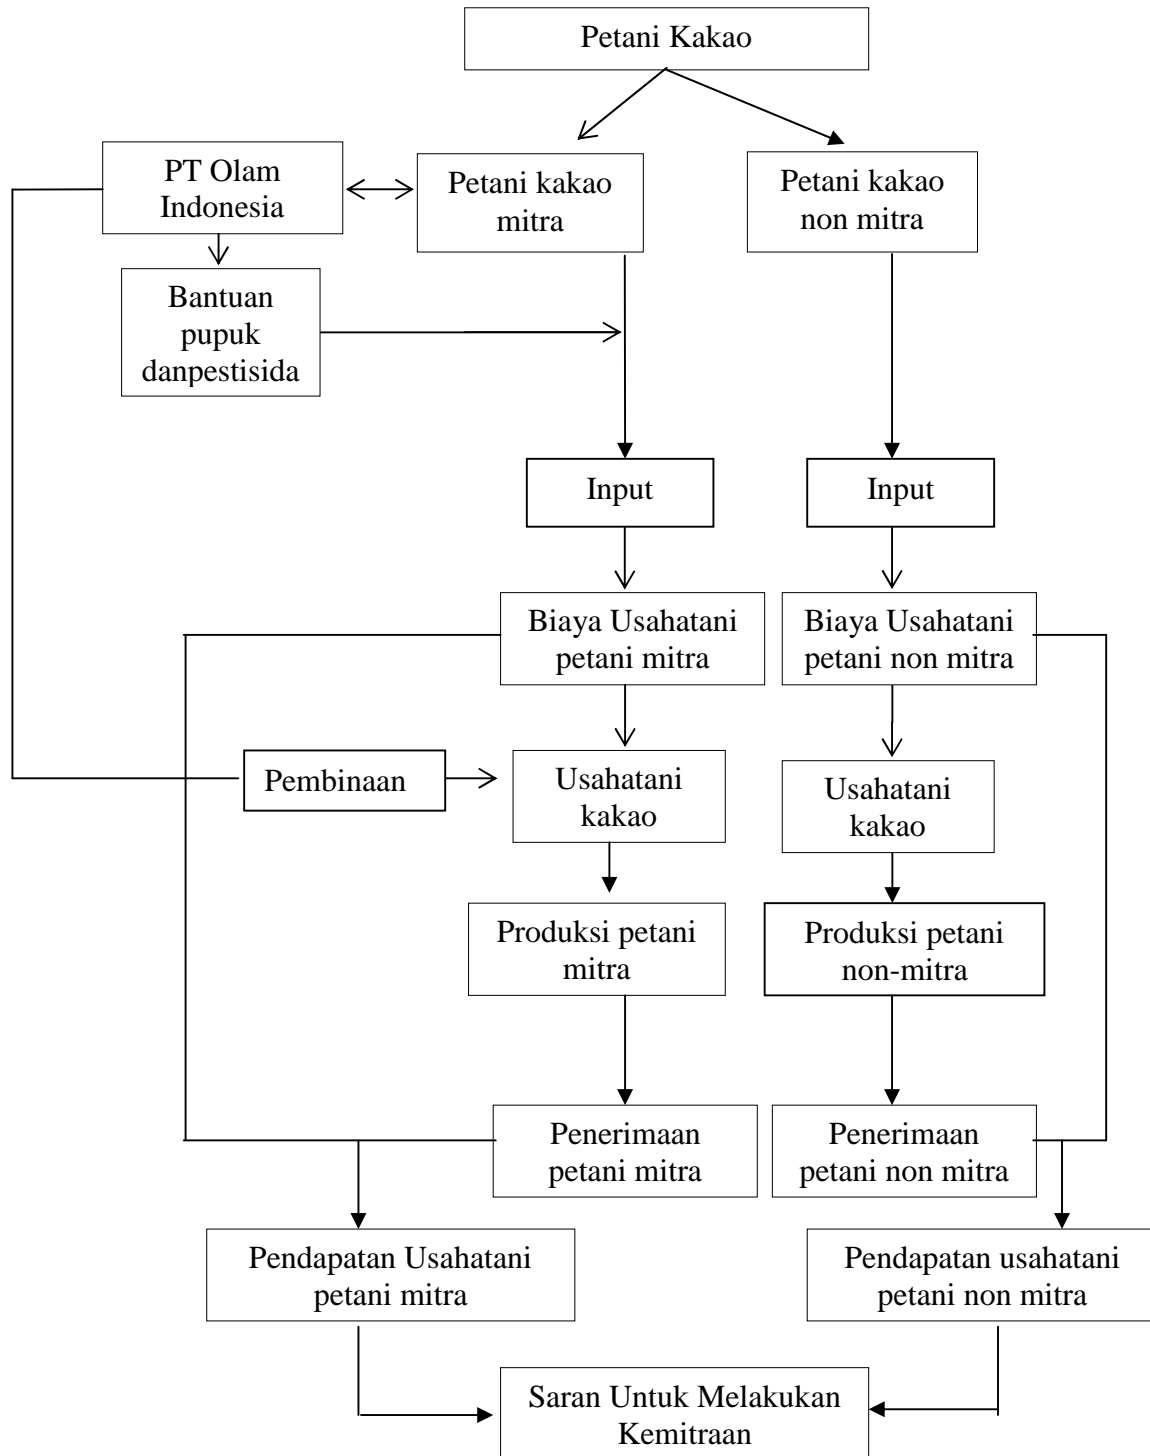 Petani Kakao
PT Olam
Indonesia
Petani kakao
mitra
Petani kakao
non mitra
Bantuan
pupuk
danpestisida
Input
Input
Biaya Usahatani
petani mitra
Biaya Usahatani
petani non mitra
Pembinaan
Usahatani
kakao
Usahatani
kakao
Produksi petani
mitra
Produksi petani
non-mitra
Penerimaan
petani mitra
Penerimaan
petani non mitra
Pendapatan Usahatani
petani mitra
Pendapatan usahatani
petani non mitra
Saran Untuk Melakukan
Kemitraan